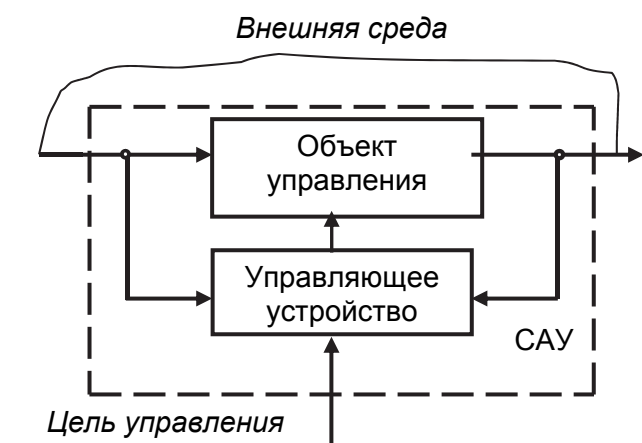 Внешняя среда
Объект
управления
Управляющее
устройство
САУ
Цель управления